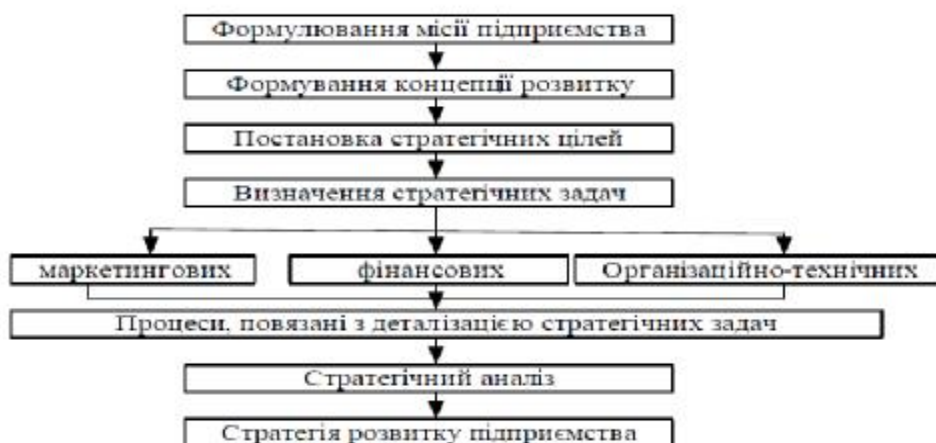 Формулювання місії підприємства
Формування концепції розвитку
Постановка стратегічних цілей
Визначення стратегічних задач
маркетингових фінансових Організаційно-технічних
Процеси, повязані з деталізацією стратегічних задач
Стратегічний аналіз
Стратегія розвитку підприємства